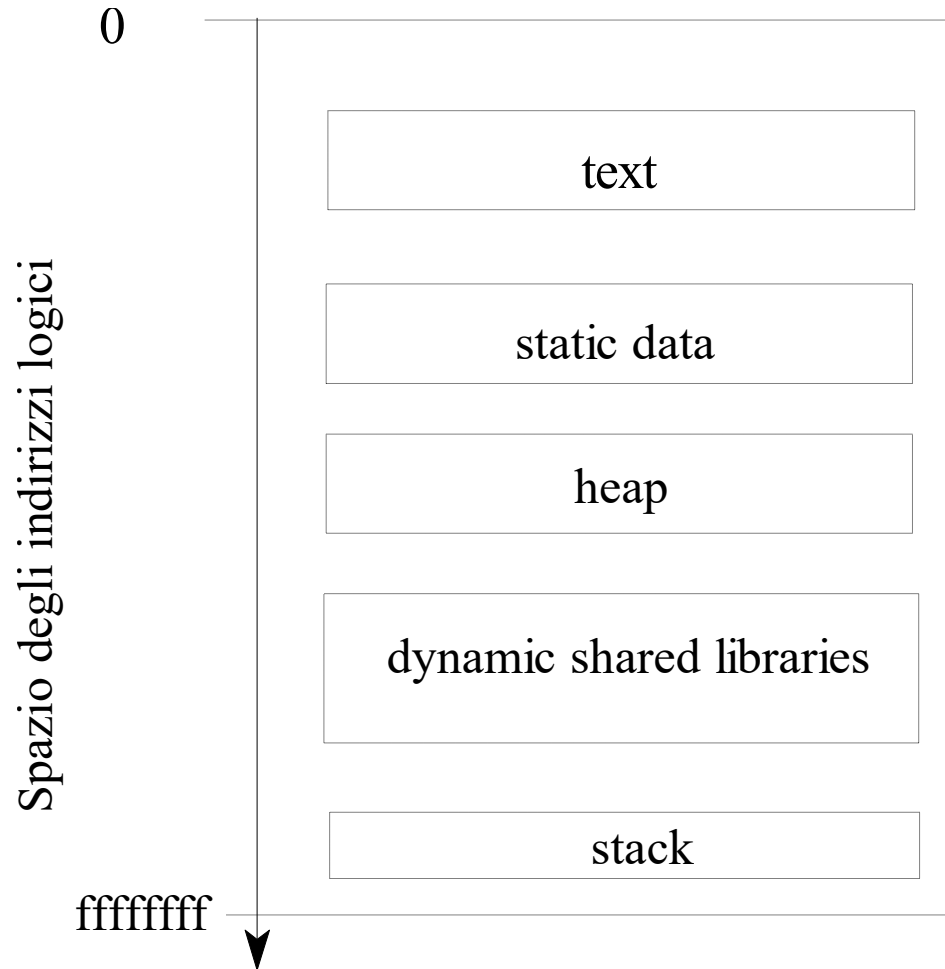 0
text
static data
Spazio degli indirizzi logici
heap
dynamic shared libraries
stack
ffffffff